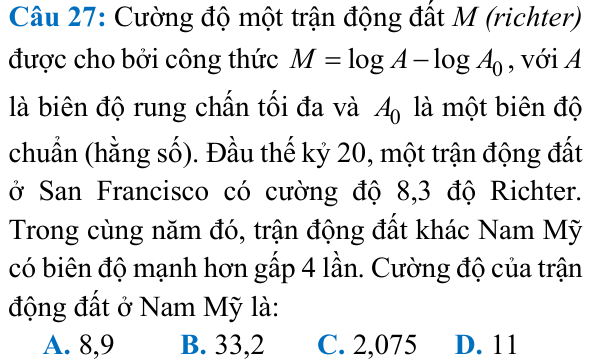 Câu 27: Cường độ một trận động đất M (richter)
được cho bởi công thức M = log A − log A₀, với A
là biên độ rung chấn tối đa và A₀ là một biên độ
chuẩn (hằng số). Đầu thế kỷ 20, một trận động đất
ở San Francisco có cường độ 8,3 độ Richter.
Trong cùng năm đó, trận động đất khác Nam Mỹ
có biên độ mạnh hơn gấp 4 lần. Cường độ của trận
động đất ở Nam Mỹ là:
A. 8,9 B. 33,2 C. 2,075 D. 11